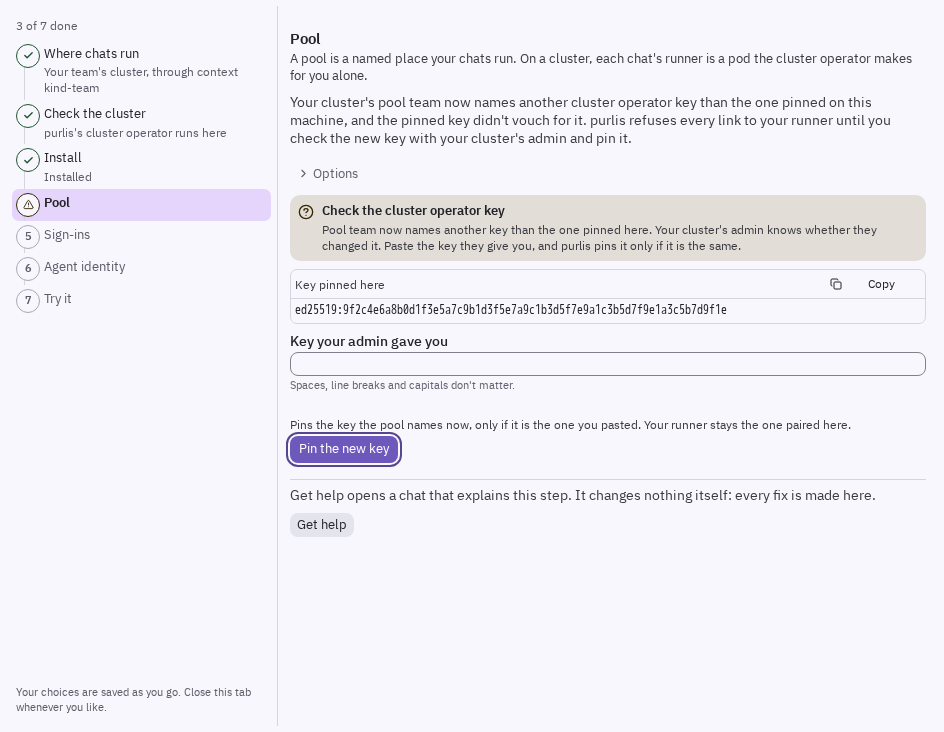 3 of 7 done
Where chats run
Your team's cluster, through context
kind-team
Check the cluster
purlis's cluster operator runs here
Install
Installed
Pool
5 Sign-ins
6 Agent identity
7 Try it
Your choices are saved as you go. Close this tab
whenever you like.
Pool
A pool is a named place your chats run. On a cluster, each chat's runner is a pod the cluster operator makes
for you alone.
Your cluster's pool team now names another cluster operator key than the one pinned on this
machine, and the pinned key didn't vouch for it. purlis refuses every link to your runner until you
check the new key with your cluster's admin and pin it.
Options
Check the cluster operator key
Pool team now names another key than the one pinned here. Your cluster's admin knows whether they
changed it. Paste the key they give you, and purlis pins it only if it is the same.
Key pinned here
Copy
ed25519:9f2c4e6a8b0d1f3e5a7c9b1d3f5e7a9c1b3d5f7e9a1c3b5d7f9e1a3c5b7d9f1e
Key your admin gave you
Spaces, line breaks and capitals don't matter.
Pins the key the pool names now, only if it is the one you pasted. Your runner stays the one paired here.
Pin the new key
Get help opens a chat that explains this step. It changes nothing itself: every fix is made here.
Get help